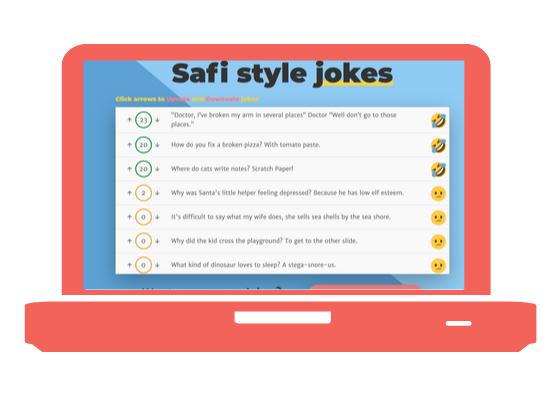 Safi style jokes
Click arrows to Upvote and Downvote jokes
↑ 23 ↓ "Doctor, I've broken my arm in several places" Doctor "Well don't go to those
places."
↑ 20 ↓ How do you fix a broken pizza? With tomato paste.
↑ 20 ↓ Where do cats write notes? Scratch Paper!
↑ 2 ↓ Why was Santa's little helper feeling depressed? Because he has low elf esteem.
↑ 0 ↓ It's difficult to say what my wife does, she sells sea shells by the sea shore.
↑ 0 ↓ Why did the kid cross the playground? To get to the other slide.
↑ 0 ↓ What kind of dinosaur loves to sleep? A stega-snore-us.